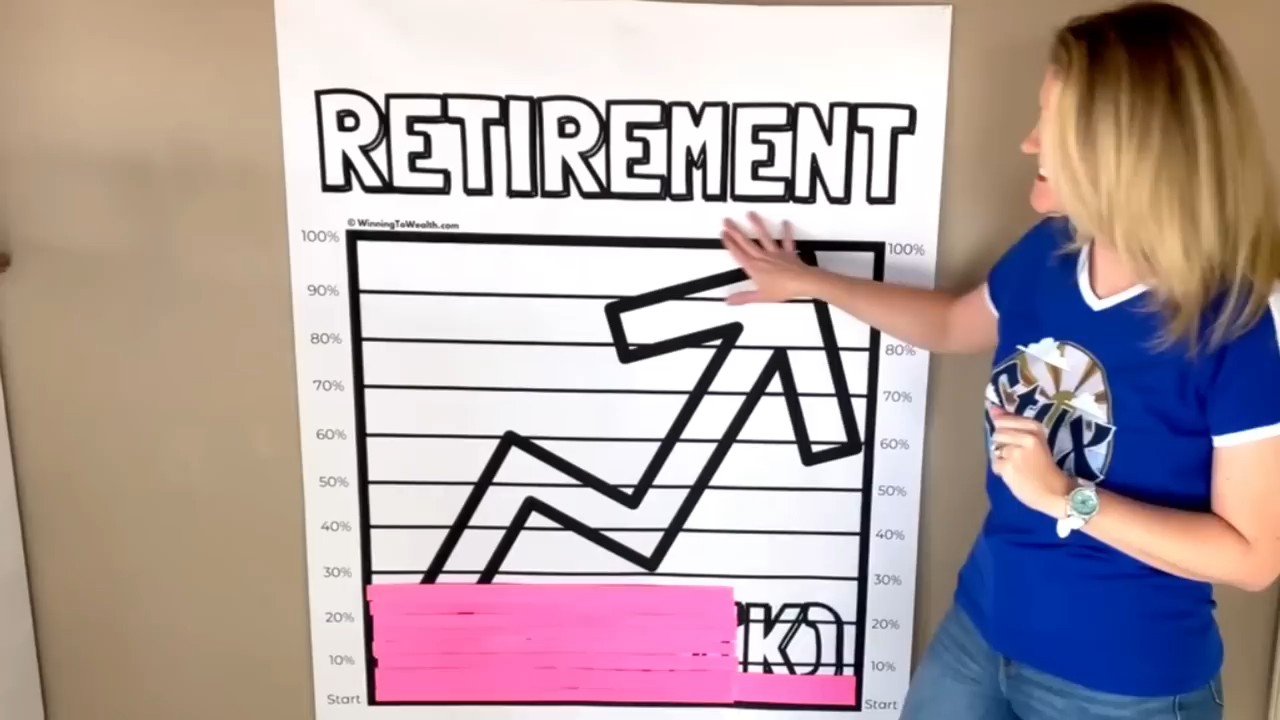 RETIREMENT
© WinningToWealth.com
100% 100%
90%
80% 80%
70% 70%
60% 60%
50% 50%
40% 40%
30% 30%
20% K) 20%
10% 10%
Start Start
Styx